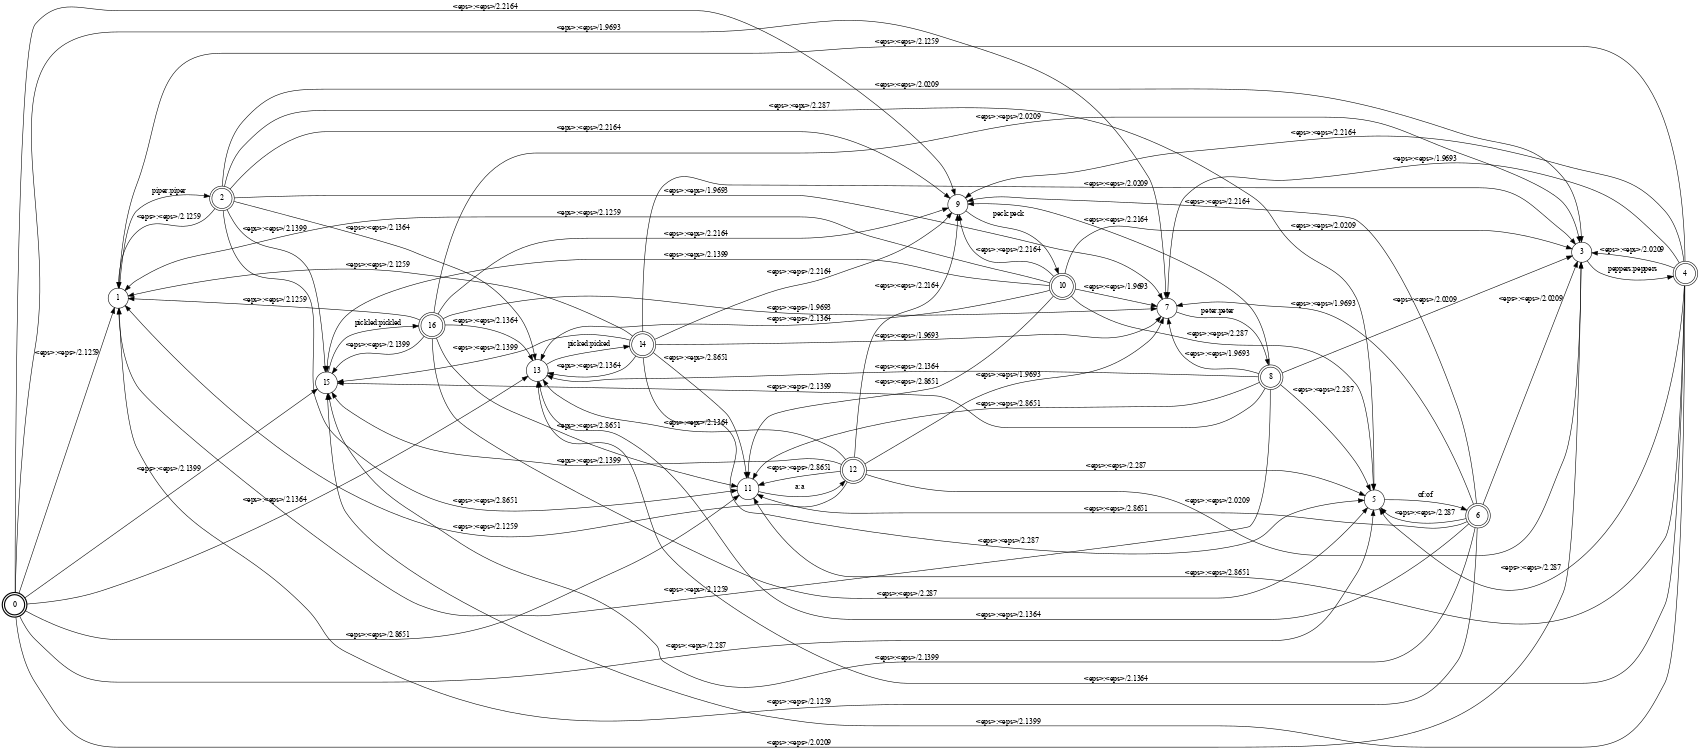 <eps>:<eps>/2.2164
<eps>:<eps>/1.9693
<eps>:<eps>/2.1259
<eps>:<eps>/2.0209
<eps>:<eps>/2.287
<eps>:<eps>/2.0209
<eps>:<eps>/2.2164
<eps>:<eps>/2.2164
<eps>:<eps>/1.9693
piper:piper
<eps>:<eps>/1.9693
<eps>:<eps>/2.0209
2
9
<eps>:<eps>/2.2164
<eps>:<eps>/2.1259
<eps>:<eps>/2.1259
peck:peck
<eps>:<eps>/2.2164
<eps>:<eps>/2.1399
<eps>:<eps>/2.1364
<eps>:<eps>/2.0209
<eps>:<eps>/2.2164
<eps>:<eps>/2.1399
<eps>:<eps>/2.2164
3
<eps>:<eps>/2.0209
<eps>:<eps>/2.1259
<eps>:<eps>/2.2164
peppers:peppers
4
<eps>:<eps>/2.2164
10
<eps>:<eps>/1.9693
1
<eps>:<eps>/2.1259
<eps>:<eps>/1.9693
7
peter:peter
<eps>:<eps>/1.9693
<eps>:<eps>/2.0209
<eps>:<eps>/2.0209
pickled:pickled
16
<eps>:<eps>/2.1364
<eps>:<eps>/2.1364
<eps>:<eps>/1.9693
<eps>:<eps>/2.287
<eps>:<eps>/2.1399
<eps>:<eps>/2.1399
picked:picked
14
<eps>:<eps>/2.8651
<eps>:<eps>/1.9693
<eps>:<eps>/2.1259
<eps>:<eps>/2.1364
13
<eps>:<eps>/2.1364
<eps>:<eps>/1.9693
8
15
<eps>:<eps>/2.8651
<eps>:<eps>/2.1399
<eps>:<eps>/2.287
<eps>:<eps>/2.8651
<eps>:<eps>/2.8651
<eps>:<eps>/2.1364
<eps>:<eps>/2.1399
<eps>:<eps>/2.1399
<eps>:<eps>/2.8651
12
<eps>:<eps>/2.287
11
a:a
5
of:of
<eps>:<eps>/2.1364
<eps>:<eps>/2.8651
<eps>:<eps>/2.0209
<eps>:<eps>/2.8651
<eps>:<eps>/2.287
6
<eps>:<eps>/2.1259
<eps>:<eps>/2.287
<eps>:<eps>/2.287
<eps>:<eps>/2.8651
<eps>:<eps>/2.1259
<eps>:<eps>/2.287
0
<eps>:<eps>/2.1364
<eps>:<eps>/2.8651
<eps>:<eps>/2.287
<eps>:<eps>/2.1399
<eps>:<eps>/2.1364
<eps>:<eps>/2.1259
<eps>:<eps>/2.1399
<eps>:<eps>/2.0209